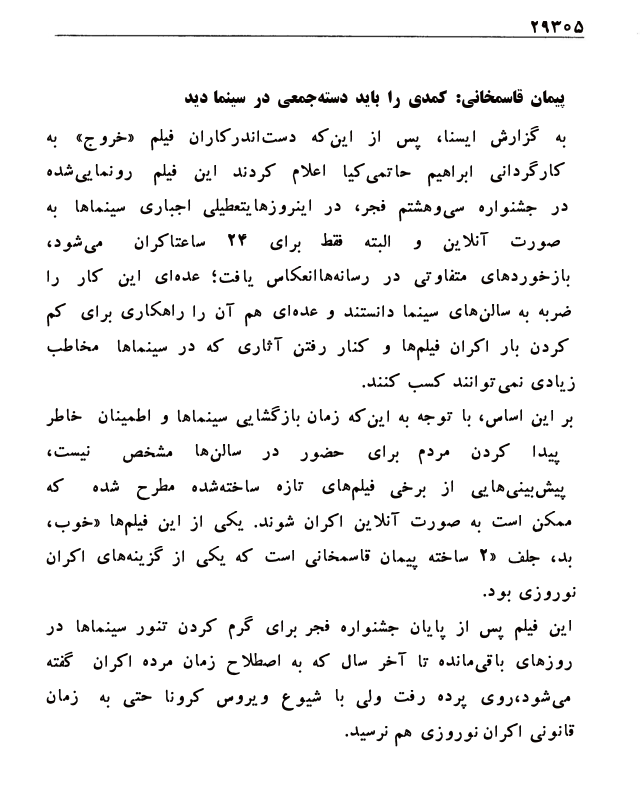 ۲۹۳۰۵
پیمان قاسمخانی: کمدی را باید دسته‌جمعی در سینما دید
به گزارش ایسنا، پس از این‌که دست‌اندرکاران فیلم «خروج» به
کارگردانی ابراهیم حاتمی‌کیا اعلام کردند این فیلم رونمایی‌شده
در جشنواره سی‌وهشتم فجر، در اینروزهایتعطیلی اجباری سینماها به
صورت آنلاین و البته فقط برای ۲۴ ساعتاکران می‌شود،
بازخوردهای متفاوتی در رسانه‌هاانعکاس یافت؛ عده‌ای این کار را
ضربه به سالن‌های سینما دانستند و عده‌ای هم آن را راهکاری برای کم
کردن بار اکران فیلم‌ها و کنار رفتن آثاری که در سینماها مخاطب
زیادی نمی‌توانند کسب کنند.
بر این اساس، با توجه به این‌که زمان بازگشایی سینماها و اطمینان خاطر
پیدا کردن مردم برای حضور در سالن‌ها مشخص نیست،
پیش‌بینی‌هایی از برخی فیلم‌های تازه ساخته‌شده مطرح شده که
ممکن است به صورت آنلاین اکران شوند. یکی از این فیلم‌ها «خوب،
بد، جلف ۲» ساخته پیمان قاسمخانی است که یکی از گزینه‌های اکران
نوروزی بود.
این فیلم پس از پایان جشنواره فجر برای گرم کردن تنور سینماها در
روزهای باقی‌مانده تا آخر سال که به اصطلاح زمان مرده اکران گفته
می‌شود،روی پرده رفت ولی با شیوع ویروس کرونا حتی به زمان
قانونی اکران نوروزی هم نرسید.